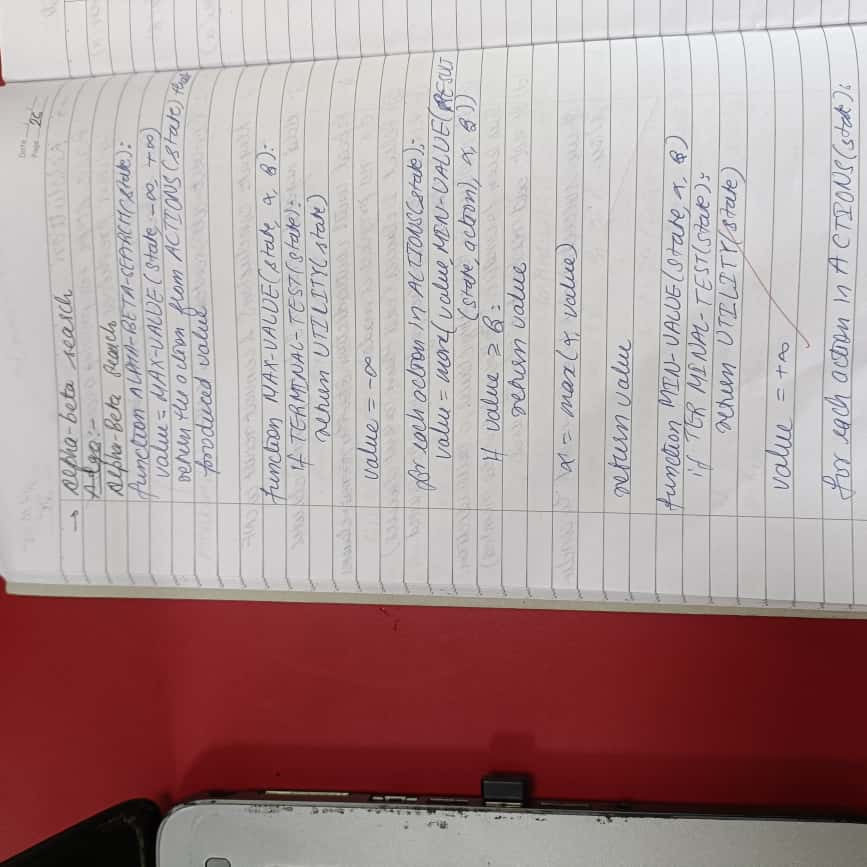 Date
Page 26
→ alpha-beta search
Algo:-
Alpha-Beta Search
function ALPHA-BETA-SEARCH(state):
value = MAX-VALUE(state, -∞, +∞)
return the action from ACTIONS(state) that
produced value
function MAX-VALUE(state, α, β):
if TERMINAL-TEST(state):
return UTILITY(state)
value = -∞
for each action in ACTIONS(state):
value = max(value, MIN-VALUE(RESULT
(state, action), α, β))
if value ≥ β:
return value
α = max(α, value)
return value
function MIN-VALUE(state, α, β)
if TERMINAL-TEST(state):
return UTILITY(state)
value = +∞
for each action in ACTIONS(state):